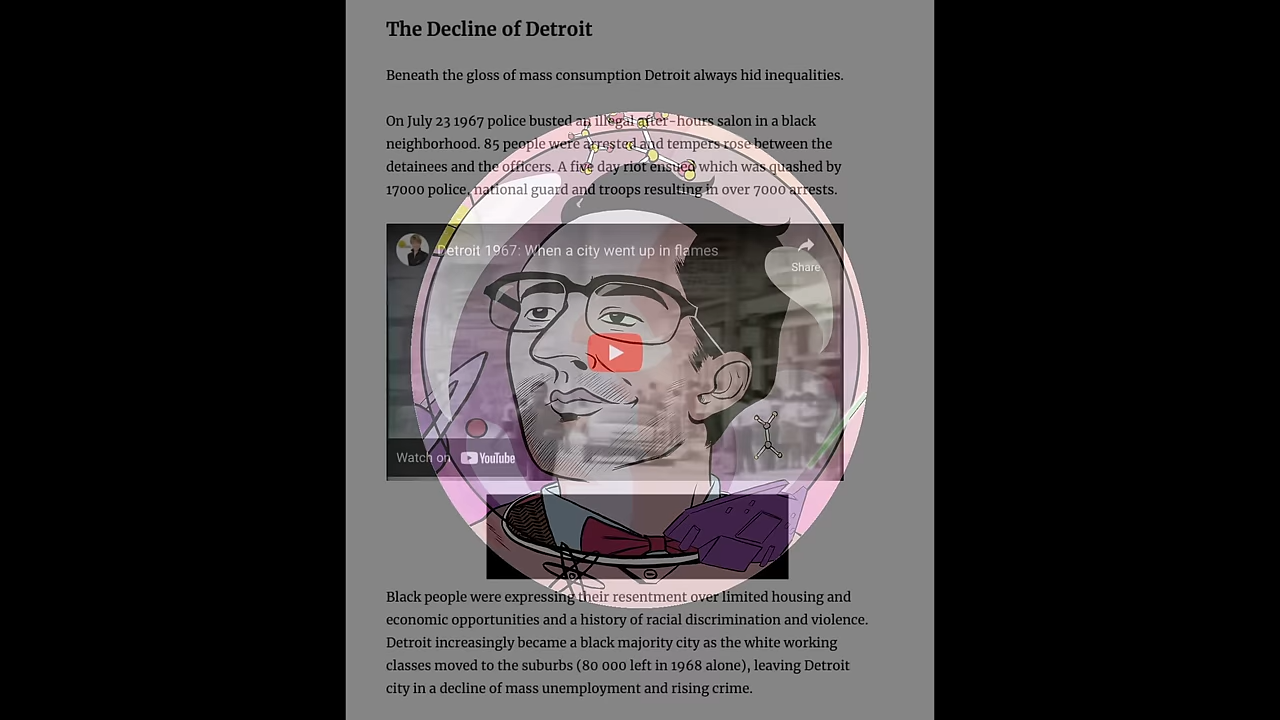 The Decline of Detroit
Beneath the gloss of mass consumption Detroit always hid inequalities.
On July 23 1967 police busted an illegal after-hours salon in a black
neighborhood. 85 people were arrested and tempers rose between the
detainees and the officers. A five day riot ensued which was quashed by
17000 police, national guard and troops resulting in over 7000 arrests.
Detroit 1967: When a city went up in flames
Share
Watch on YouTube
Black people were expressing their resentment over limited housing and
economic opportunities and a history of racial discrimination and violence.
Detroit increasingly became a black majority city as the white working
classes moved to the suburbs (80 000 left in 1968 alone), leaving Detroit
city in a decline of mass unemployment and rising crime.